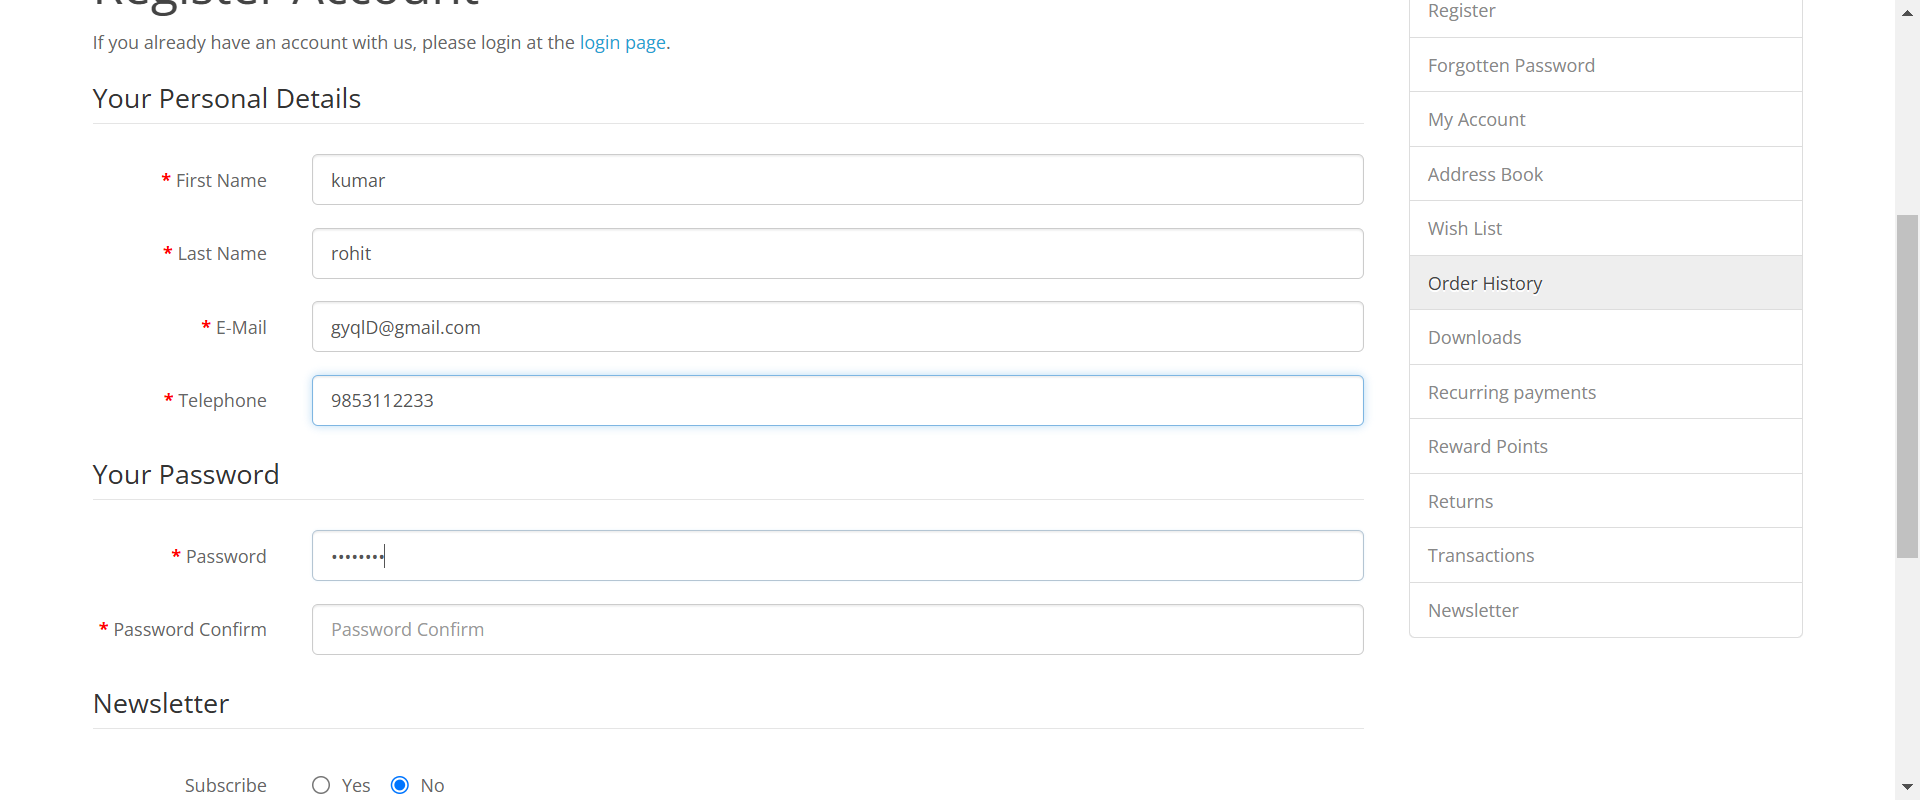 Register Account
If you already have an account with us, please login at the login page.
Your Personal Details
* First Name
kumar
* Last Name
rohit
* E-Mail
gyqlD@gmail.com
* Telephone
9853112233
Your Password
* Password
••••••••
* Password Confirm
Password Confirm
Newsletter
Subscribe
Yes
No
Register
Forgotten Password
My Account
Address Book
Wish List
Order History
Downloads
Recurring payments
Reward Points
Returns
Transactions
Newsletter